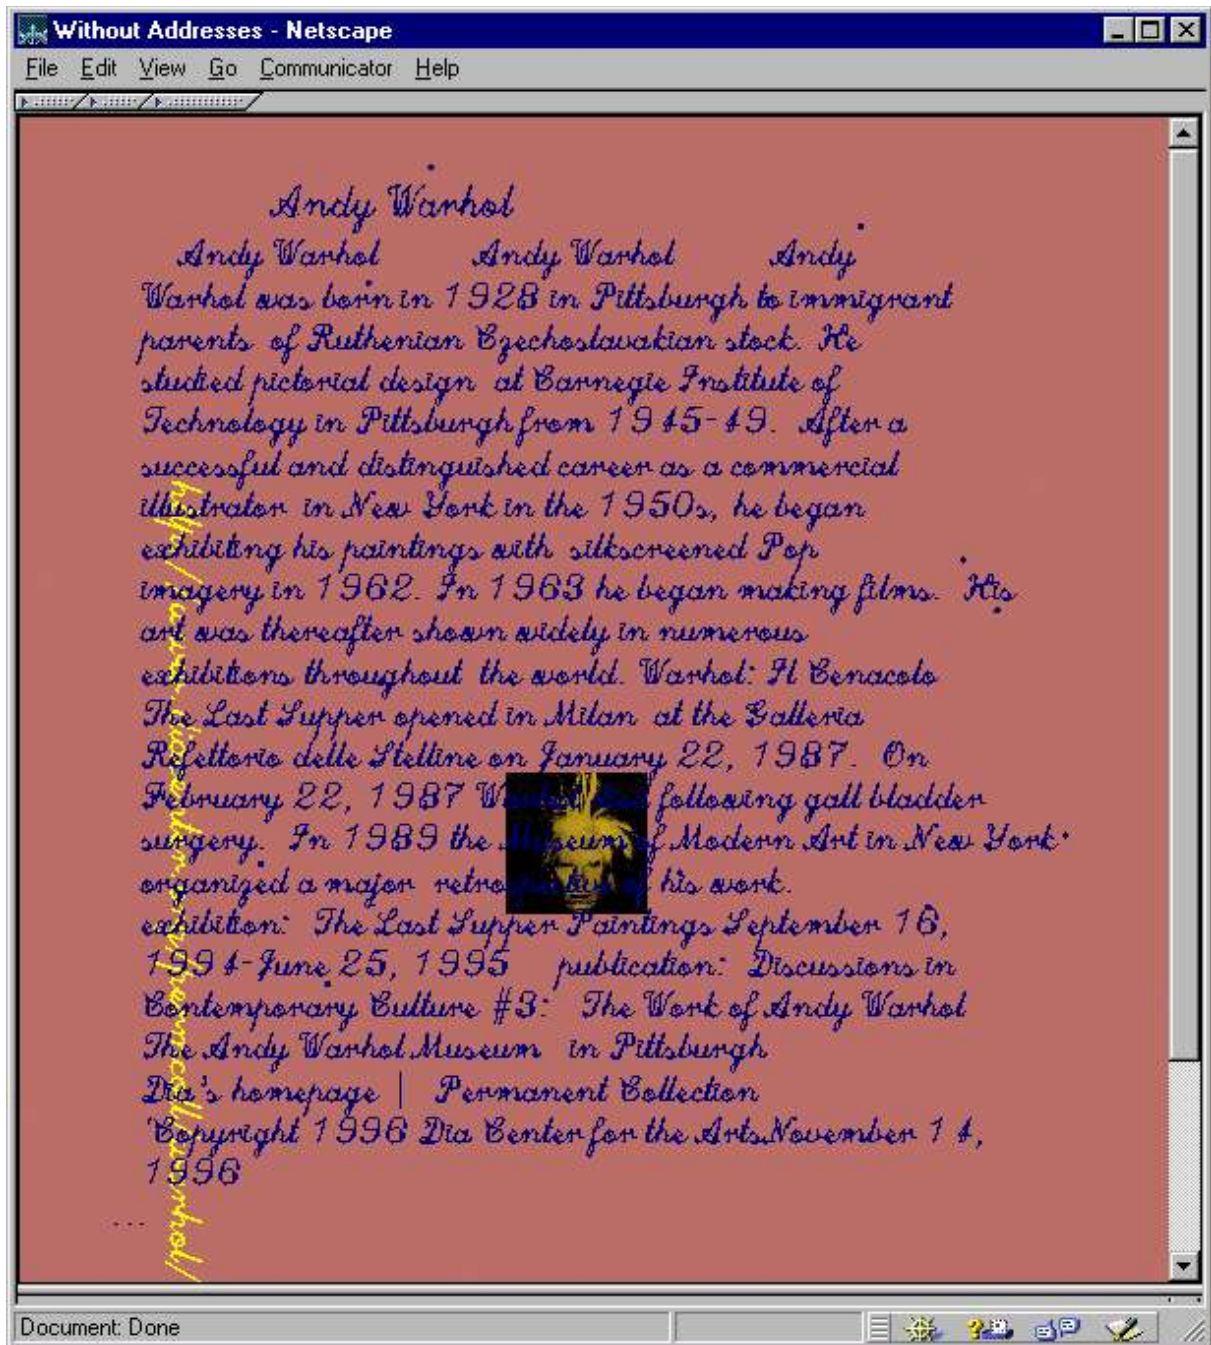 Without Addresses - Netscape
File Edit View Go Communicator Help
Andy Warhol
Andy Warhol Andy Warhol Andy
Warhol was born in 1928 in Pittsburgh to immigrant
parents of Ruthenian Czechoslavakian stock. He
studied pictorial design at Carnegie Institute of
Technology in Pittsburgh from 1945-49. After a
successful and distinguished career as a commercial
illustrator in New York in the 1950s, he began
exhibiting his paintings with silkscreened Pop
imagery in 1962. In 1963 he began making films. His
art was thereafter shown widely in numerous
exhibitions throughout the world. Warhol: Il Cenacolo
The Last Supper opened in Milan at the Galleria
Refettorio delle Stelline on January 22, 1987. On
February 22, 1987 Warhol died following gall bladder
surgery. In 1989 the Museum of Modern Art in New York
organized a major retrospective of his work.
exhibition: The Last Supper Paintings September 16,
1994-June 25, 1995 publication: Discussions in
Contemporary Culture #3: The Work of Andy Warhol
The Andy Warhol Museum in Pittsburgh
Dia's homepage | Permanent Collection
Copyright 1996 Dia Center for the Arts November 14,
1996
...
Document: Done